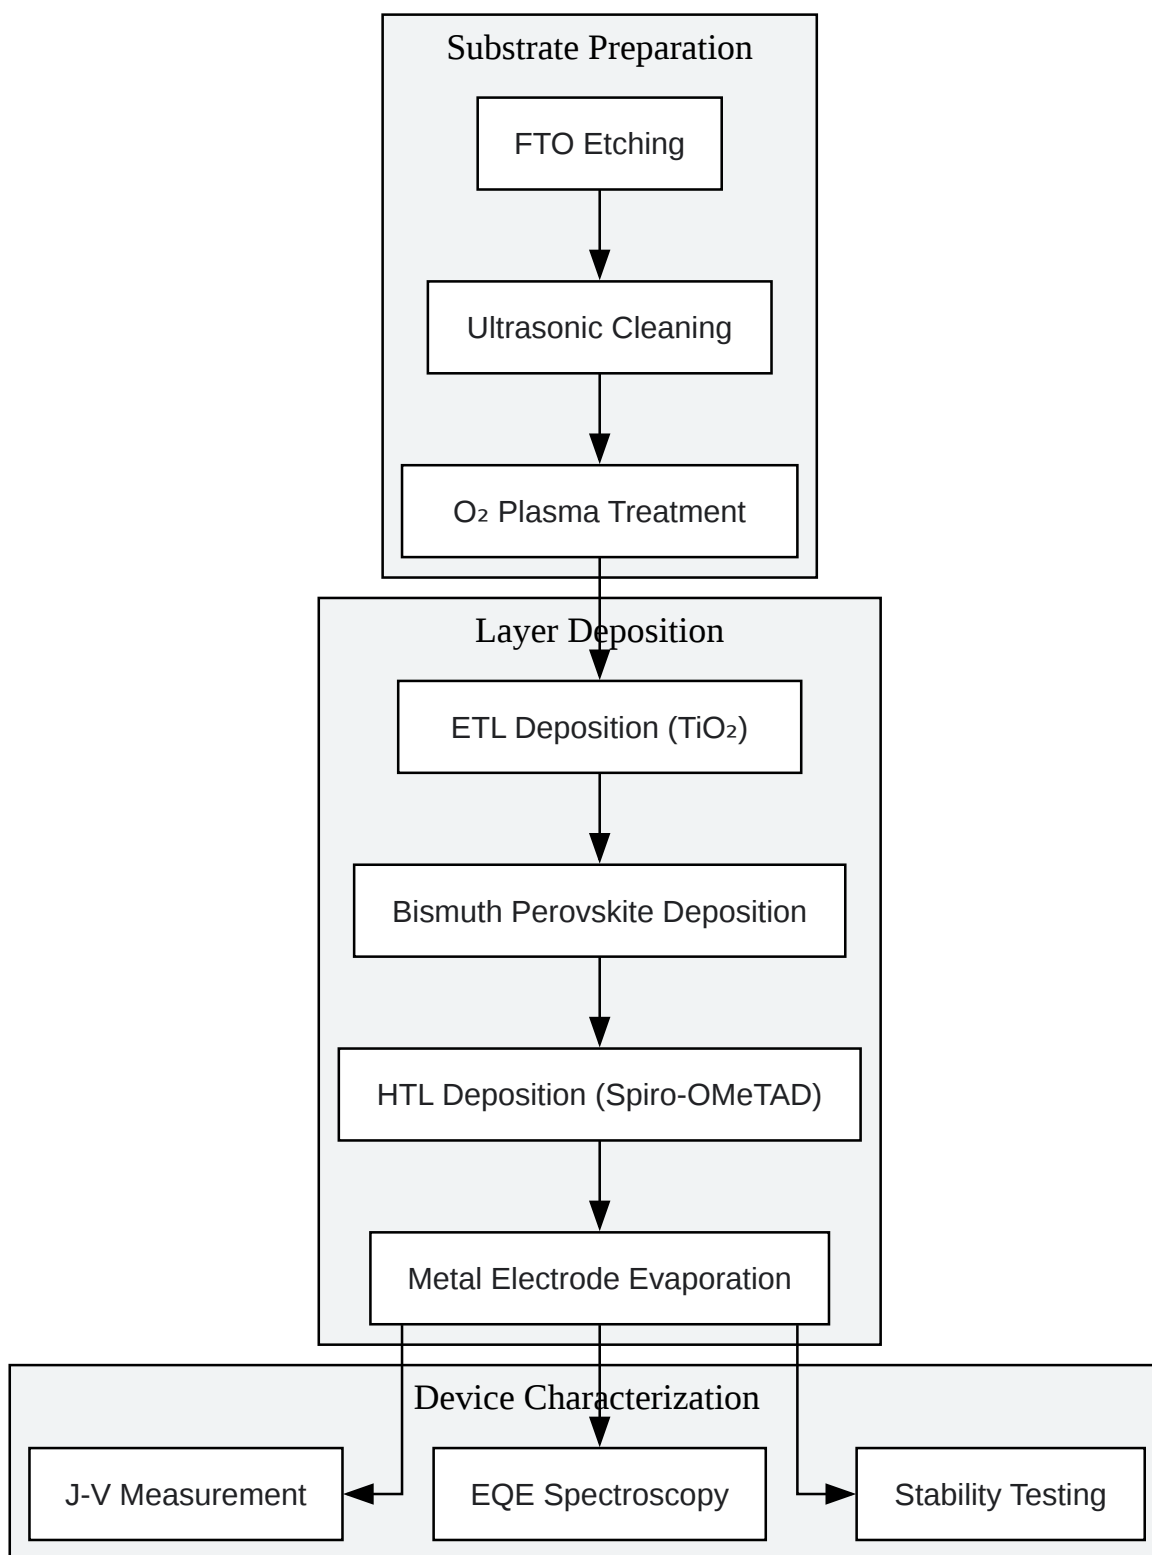 Substrate Preparation
FTO Etching
Ultrasonic Cleaning
O₂ Plasma Treatment
Layer Deposition
ETL Deposition (TiO₂)
Bismuth Perovskite Deposition
HTL Deposition (Spiro-OMeTAD)
Metal Electrode Evaporation
Device Characterization
J-V Measurement
EQE Spectroscopy
Stability Testing